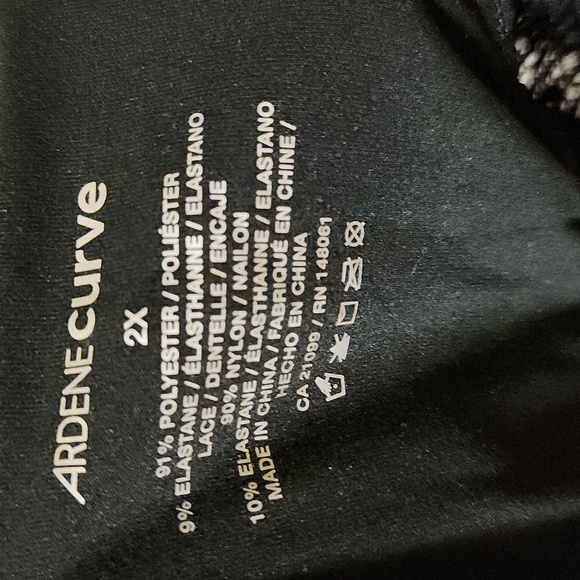 ARDENE curve
2X
91% POLYESTER / POLIÉSTER
9% ELASTANE / ÉLASTHANNE / ELASTANO
LACE / DENTELLE / ENCAJE
90% NYLON / NAILON
10% ELASTANE / ÉLASTHANNE / ELASTANO
MADE IN CHINA / FABRIQUÉ EN CHINE /
HECHO EN CHINA
CA 21099 / RN 148061